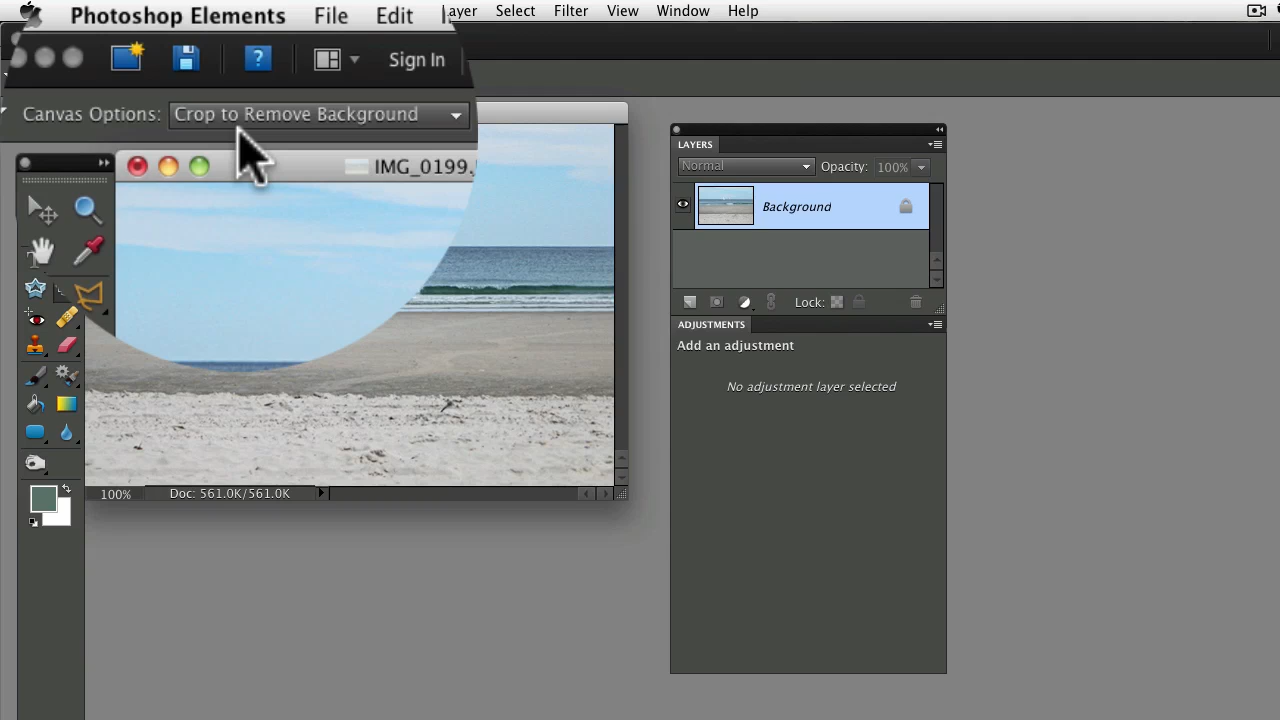 Photoshop Elements File Edit Layer Select Filter View Window Help
Sign In
Canvas Options: Crop to Remove Background
IMG_0199.
LAYERS
Normal Opacity: 100%
Background
Lock:
ADJUSTMENTS
Add an adjustment
No adjustment layer selected
100% Doc: 561.0K/561.0K